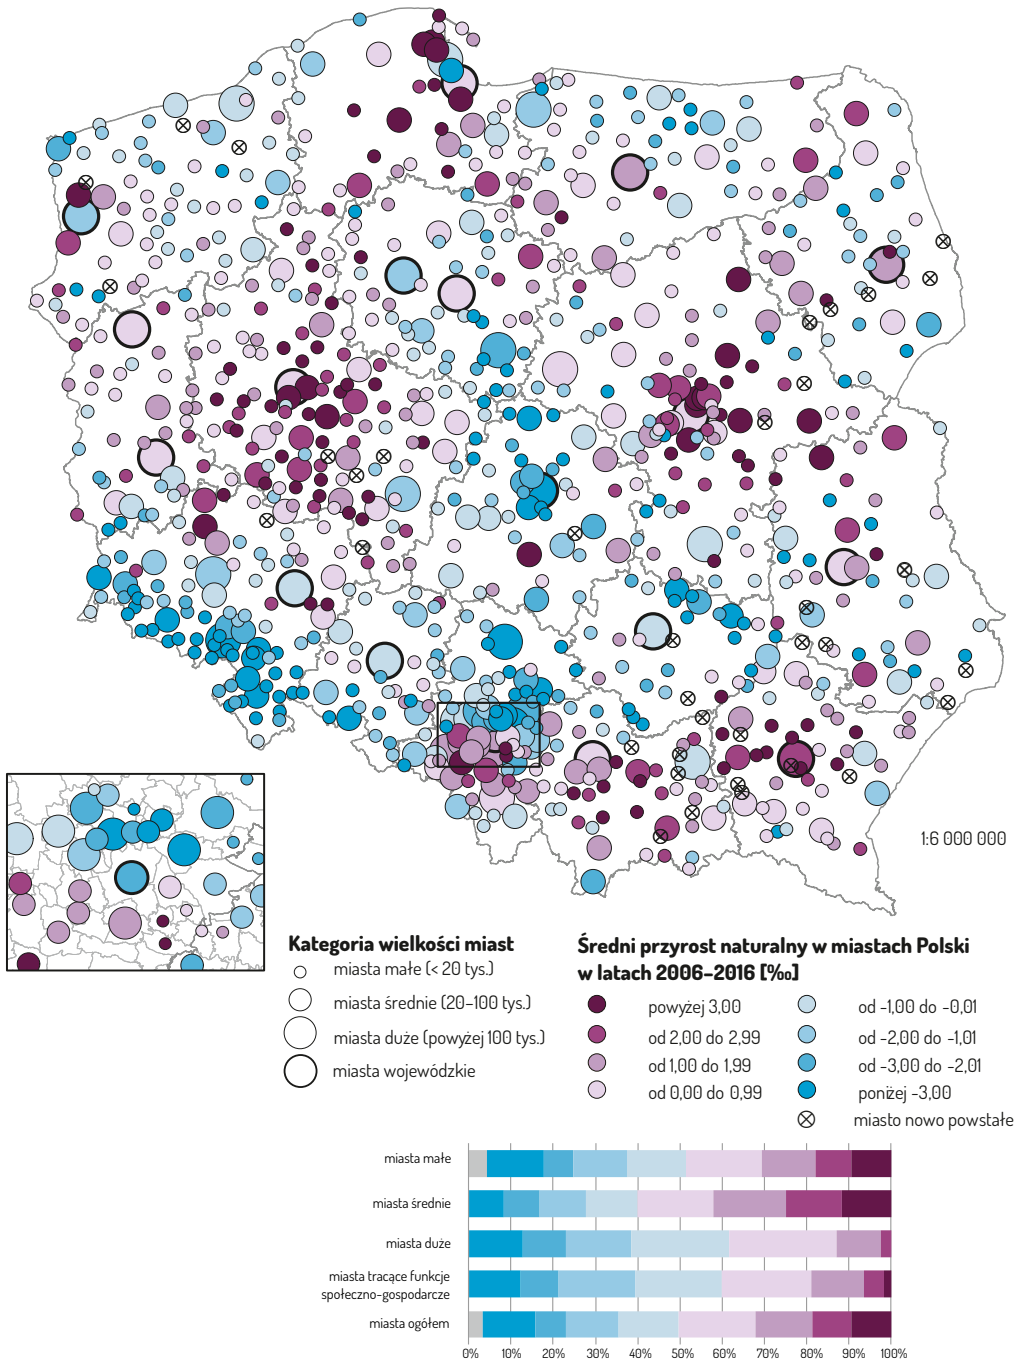 1:6 000 000
Kategoria wielkości miast
miasta małe (< 20 tys.)
miasta średnie (20–100 tys.)
miasta duże (powyżej 100 tys.)
miasta wojewódzkie
Średni przyrost naturalny w miastach Polski
w latach 2006–2016 [‰]
powyżej 3,00
od 2,00 do 2,99
od 1,00 do 1,99
od 0,00 do 0,99
od -1,00 do -0,01
od -2,00 do -1,01
od -3,00 do -2,01
poniżej -3,00
miasto nowo powstałe
miasta małe
miasta średnie
miasta duże
miasta tracące funkcje
społeczno-gospodarcze
miasta ogółem
0% 10% 20% 30% 40% 50% 60% 70% 80% 90% 100%